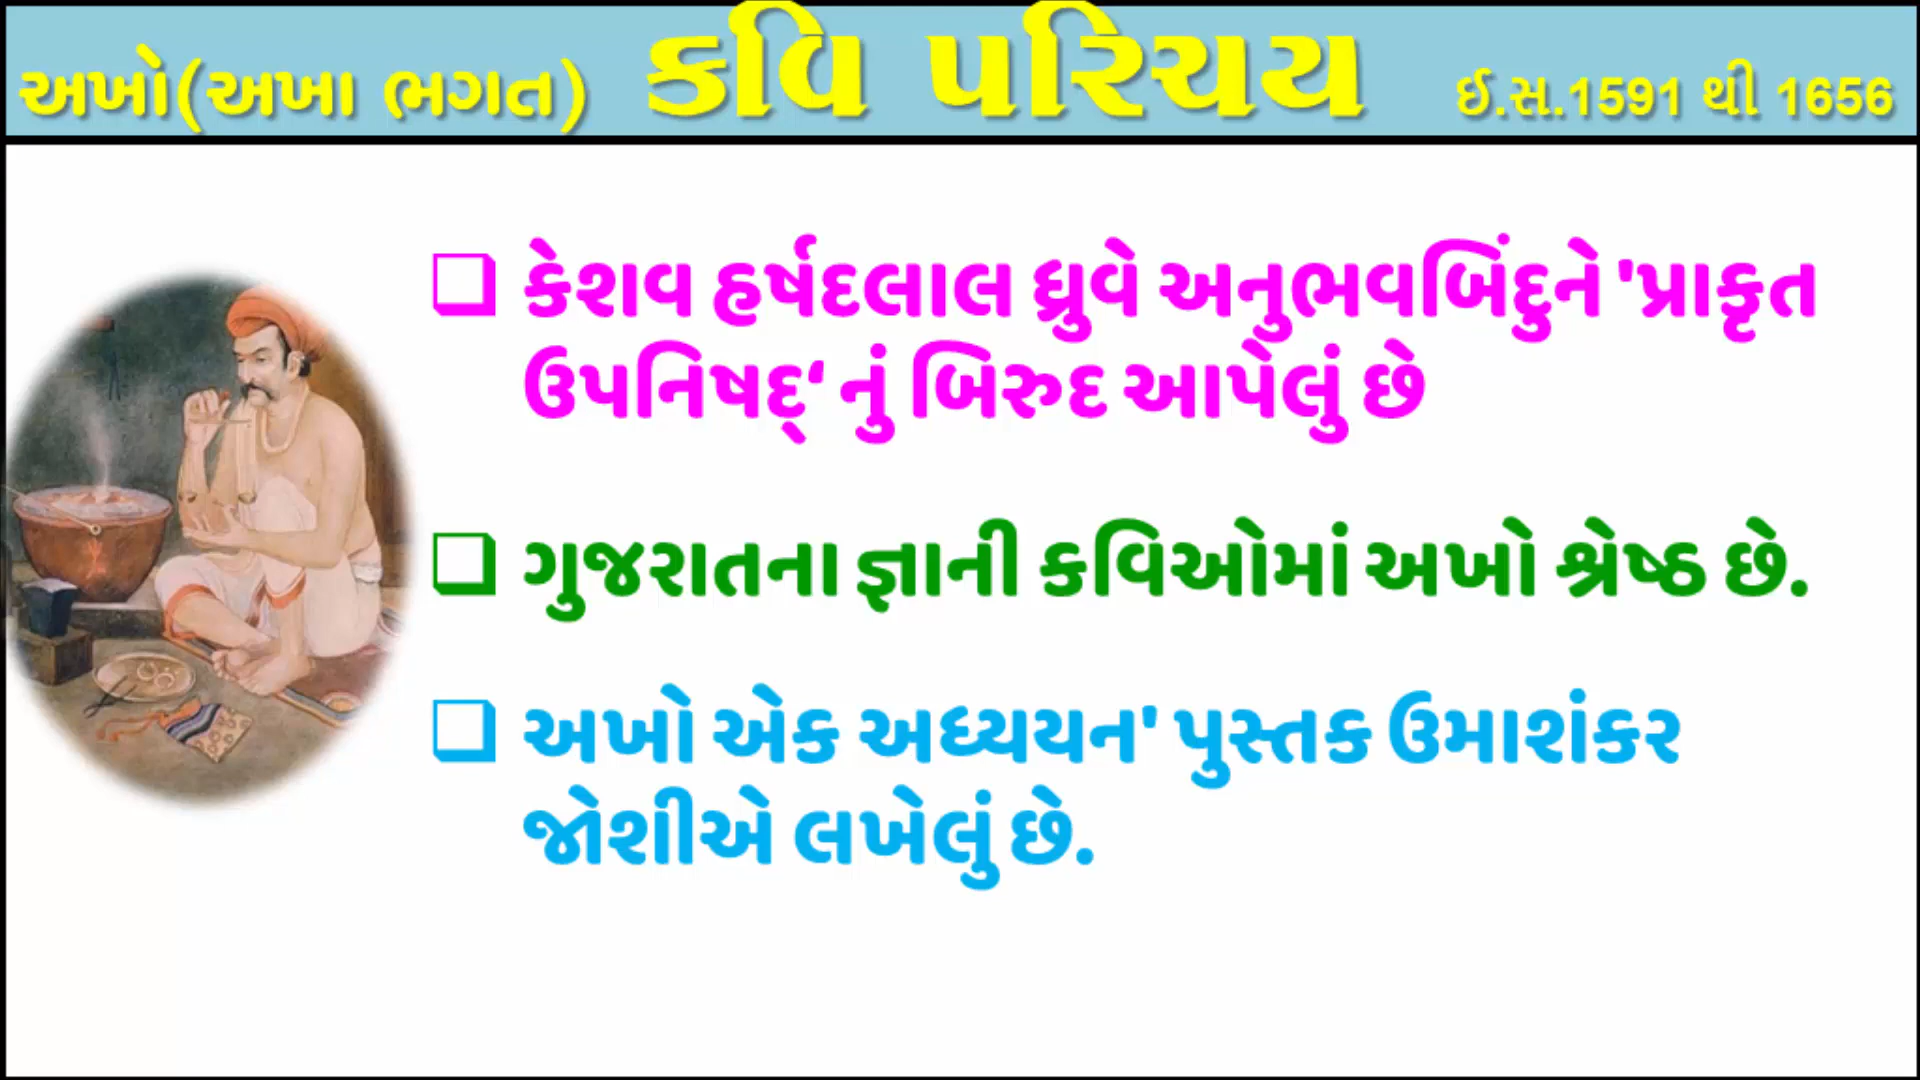 અખો(અખા ભગત) કવિ પરિચય ઈ.સ.1591 થી 1656
કેશવ હર્ષદલાલ ધ્રુવે અનુભવબિંદુને 'પ્રાકૃત
ઉપનિષદ્‘ નું બિરુદ આપેલું છે
ગુજરાતના જ્ઞાની કવિઓમાં અખો શ્રેષ્ઠ છે.
અખો એક અધ્યયન' પુસ્તક ઉમાશંકર
જોશીએ લખેલું છે.